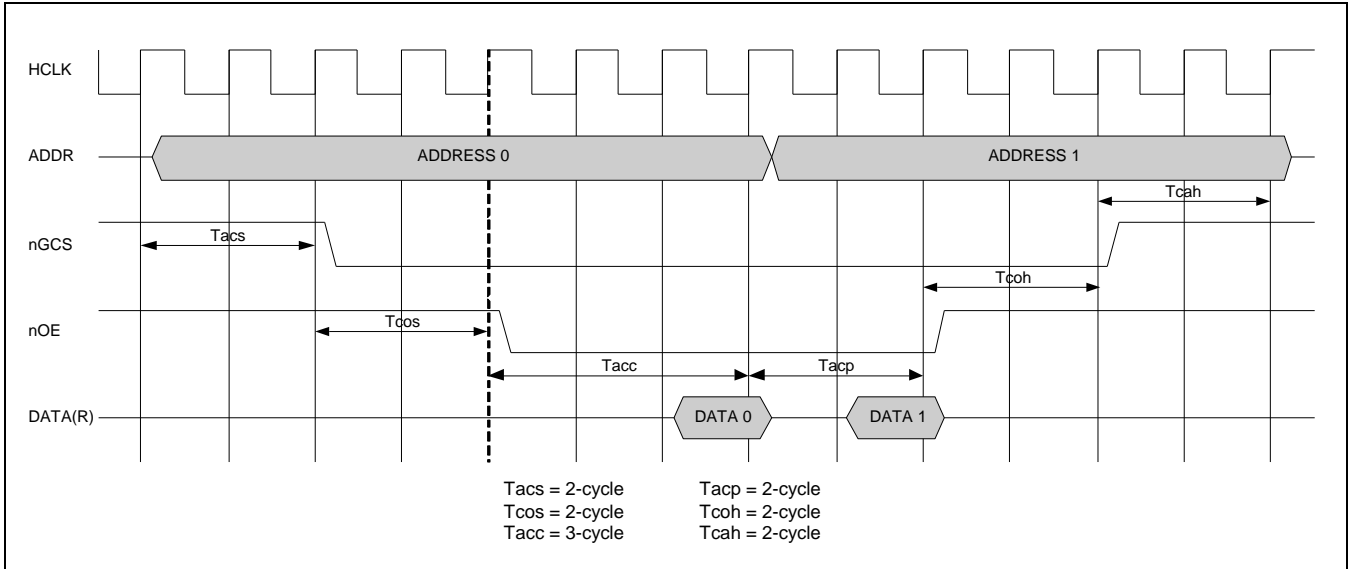 HCLK
ADDR
ADDRESS 0
ADDRESS 1
Tcah
nGCS
Tacs
Tcoh
nOE
Tcos
Tacc
Tacp
DATA(R)
DATA 0
DATA 1
Tacs = 2-cycle
Tacp = 2-cycle
Tcos = 2-cycle
Tcoh = 2-cycle
Tacc = 3-cycle
Tcah = 2-cycle